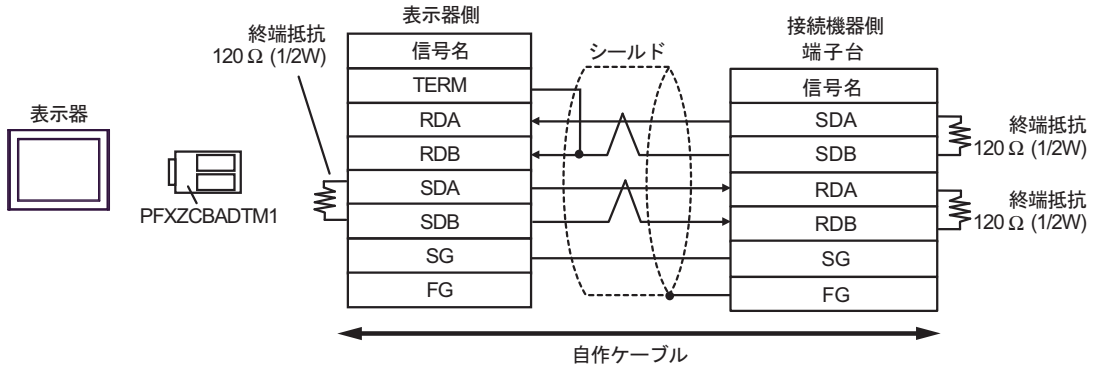 表示器
PFXZCBADTM1
終端抵抗
120 Ω (1/2W)
表示器側
信号名
TERM
RDA
RDB
SDA
SDB
SG
FG
シールド
接続機器側
端子台
信号名
SDA
SDB
RDA
RDB
SG
FG
終端抵抗
120 Ω (1/2W)
終端抵抗
120 Ω (1/2W)
自作ケーブル